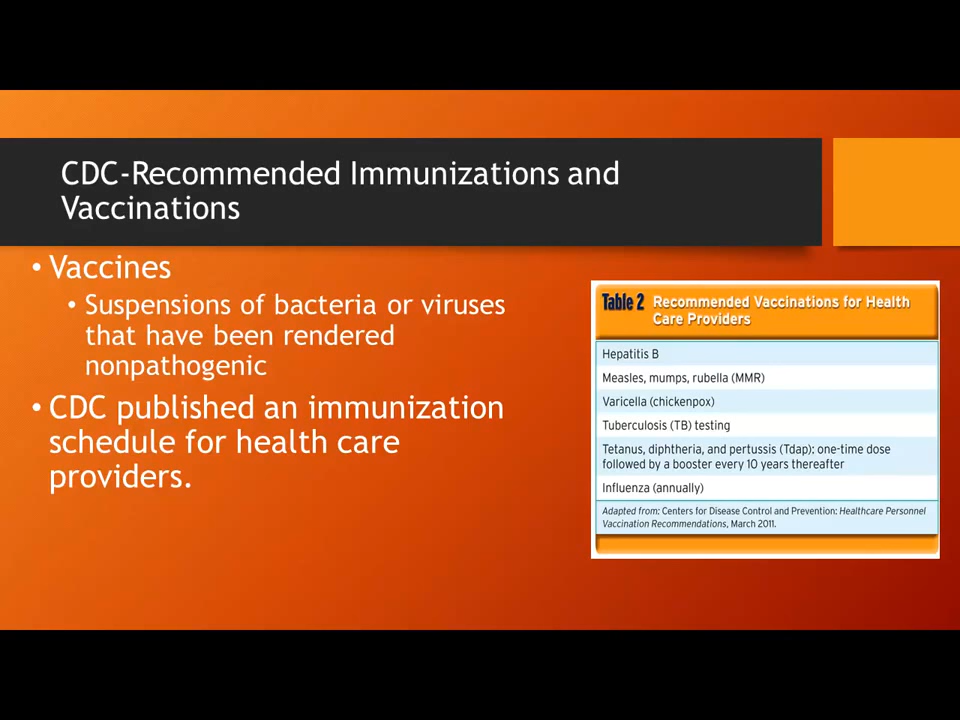 CDC-Recommended Immunizations and
Vaccinations
• Vaccines
• Suspensions of bacteria or viruses
that have been rendered
nonpathogenic
• CDC published an immunization
schedule for health care
providers.
Table 2 Recommended Vaccinations for Health
Care Providers
Hepatitis B
Measles, mumps, rubella (MMR)
Varicella (chickenpox)
Tuberculosis (TB) testing
Tetanus, diphtheria, and pertussis (Tdap): one-time dose
followed by a booster every 10 years thereafter
Influenza (annually)
Adapted from: Centers for Disease Control and Prevention: Healthcare Personnel
Vaccination Recommendations, March 2011.